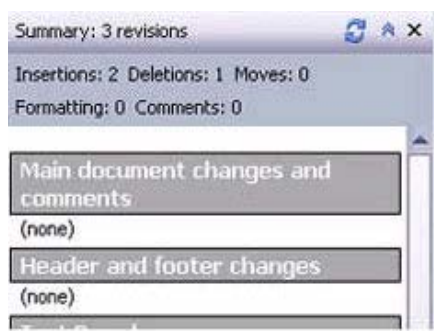 Summary: 3 revisions
Insertions: 2 Deletions: 1 Moves: 0
Formatting: 0 Comments: 0
Main document changes and
comments
(none)
Header and footer changes
(none)